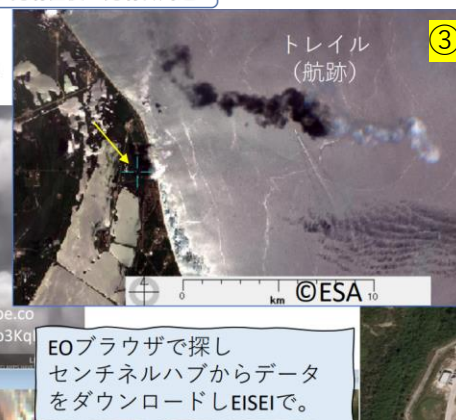 ③
トレイル
(航跡)
0
km
10
©ESA
EOブラウザで探し
センチネルハブからデータ
をダウンロードしEISEIで。